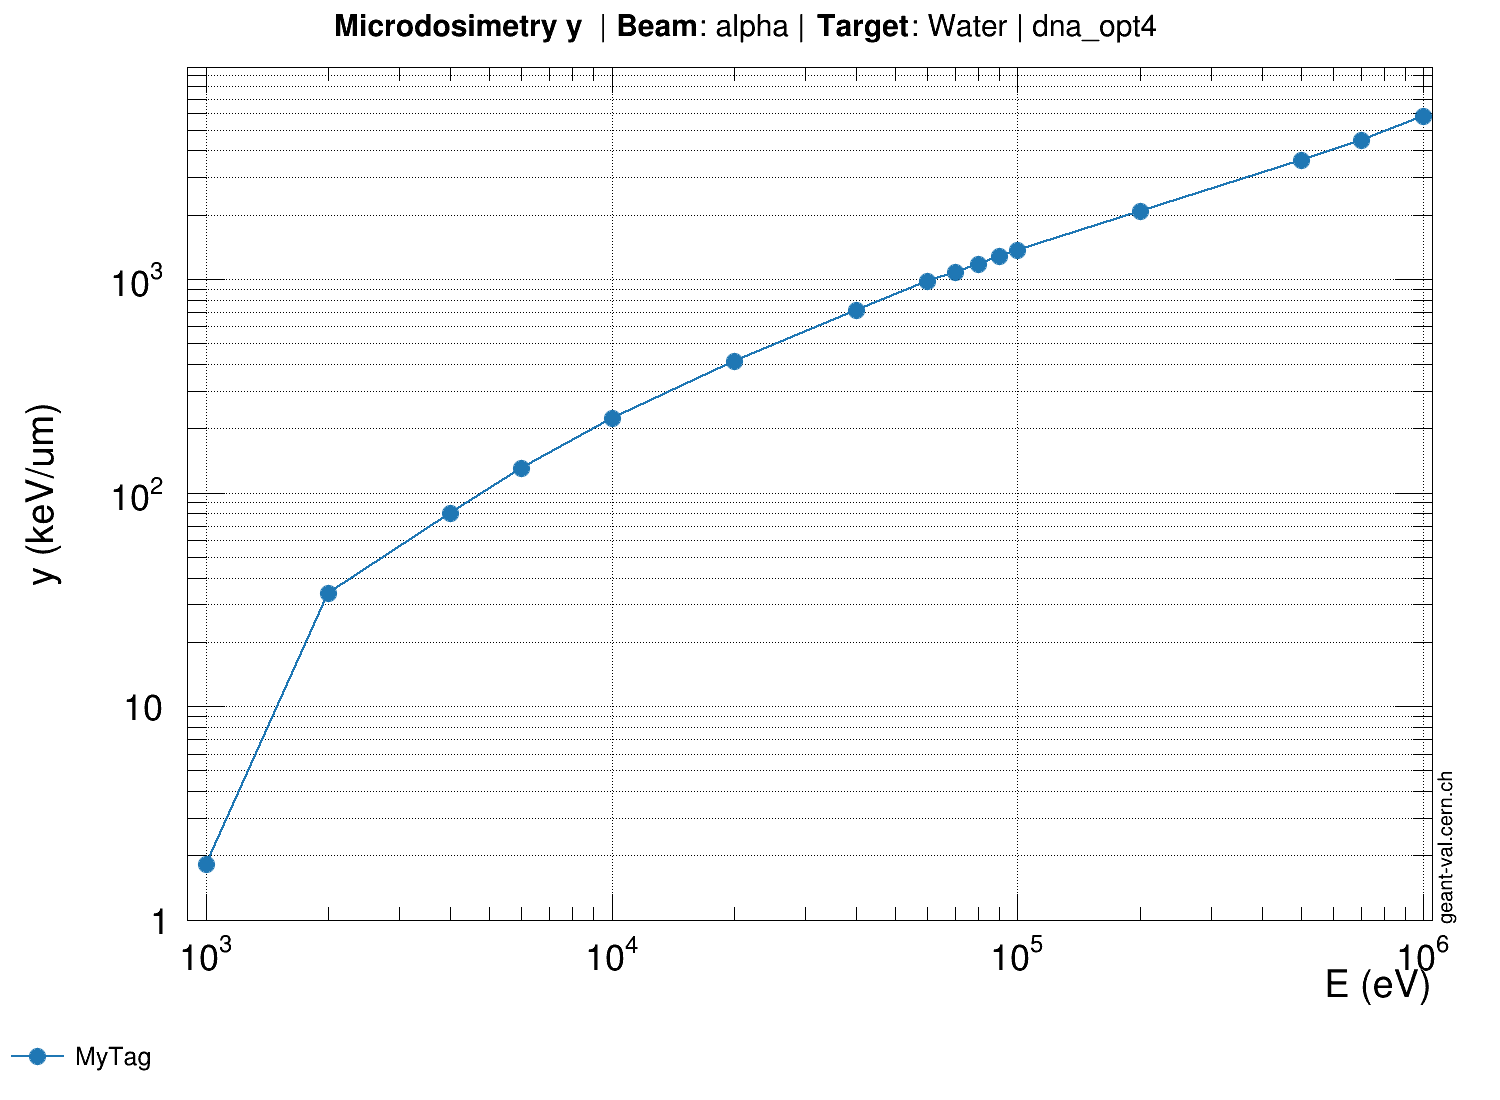 Microdosimetry y | Beam: alpha | Target: Water | dna_opt4
y (keV/um)
10³
10²
10
1
10³ 10⁴ 10⁵ 10⁶
E (eV)
geant-val.cern.ch
MyTag